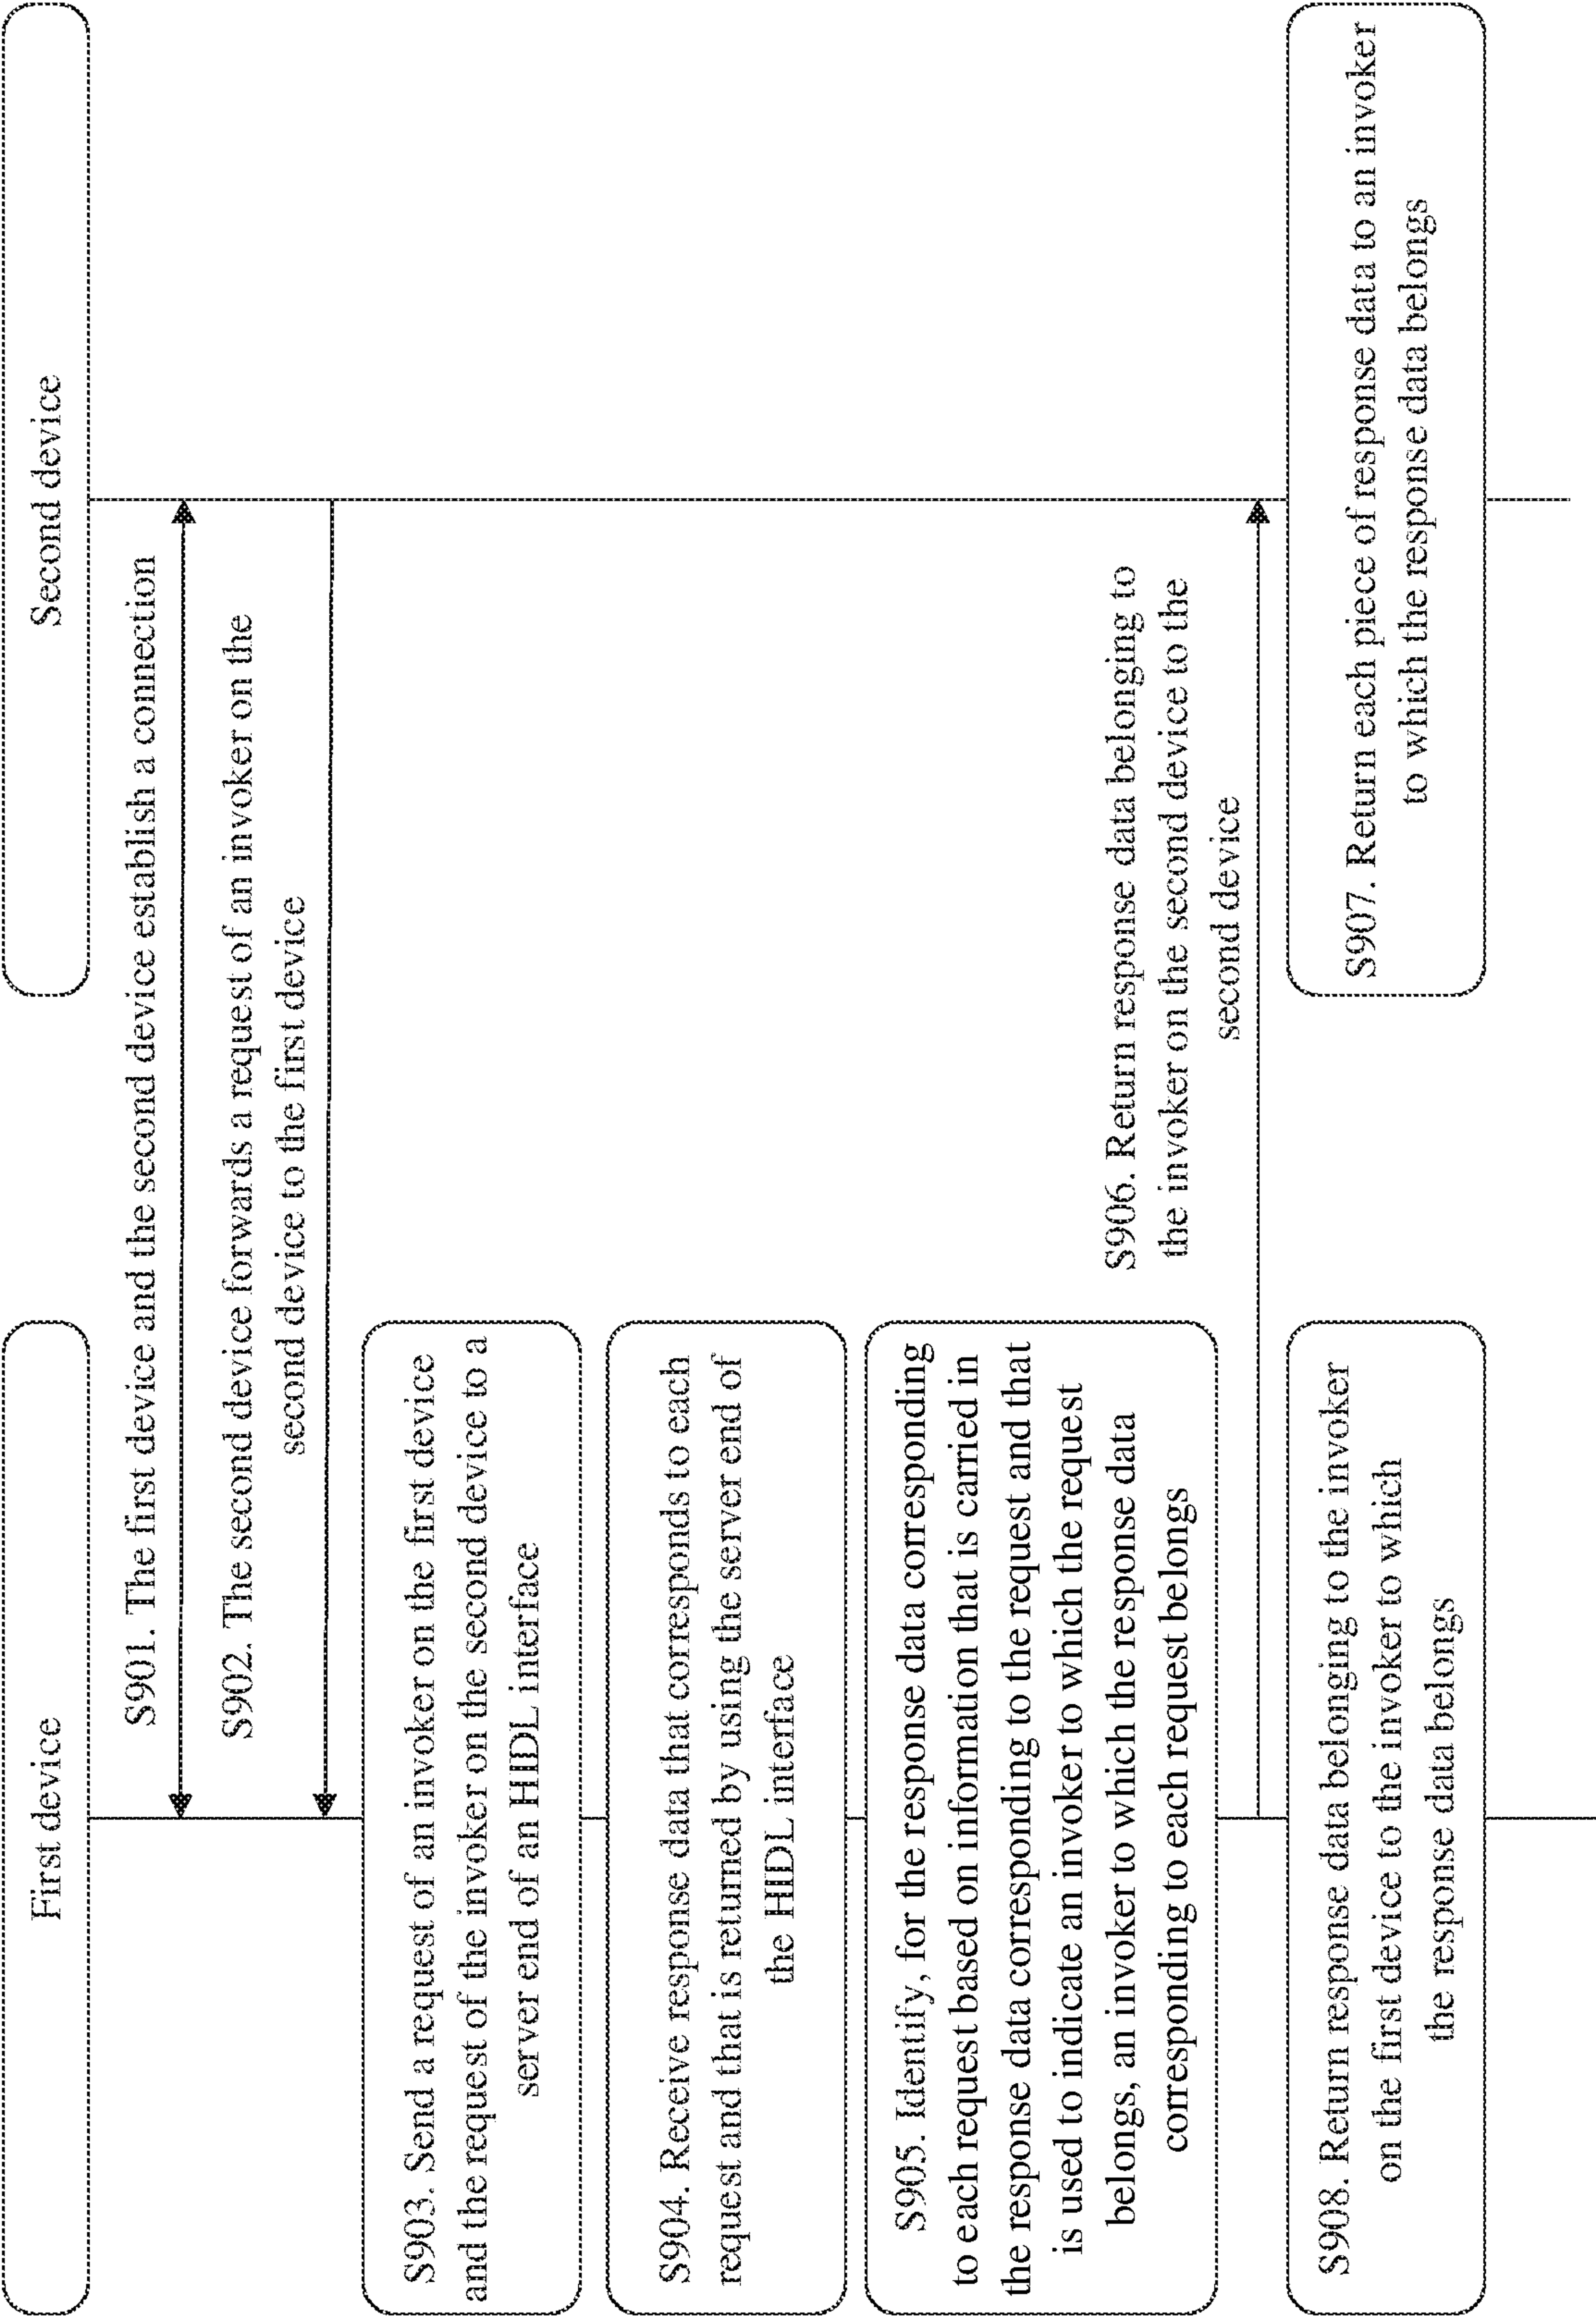 First device
Second device
S901. The first device and the second device establish a connection
S902. The second device forwards a request of an invoker on the
second device to the first device
S903. Send a request of an invoker on the first device
and the request of the invoker on the second device to a
server end of an HIDL interface
S904. Receive response data that corresponds to each
request and that is returned by using the server end of
the HIDL interface
S905. Identify, for the response data corresponding
to each request based on information that is carried in
the response data corresponding to the request and that
is used to indicate an invoker to which the request
belongs, an invoker to which the response data
corresponding to each request belongs
S906. Return response data belonging to
the invoker on the second device to the
second device
S907. Return each piece of response data to an invoker
to which the response data belongs
S908. Return response data belonging to the invoker
on the first device to the invoker to which
the response data belongs